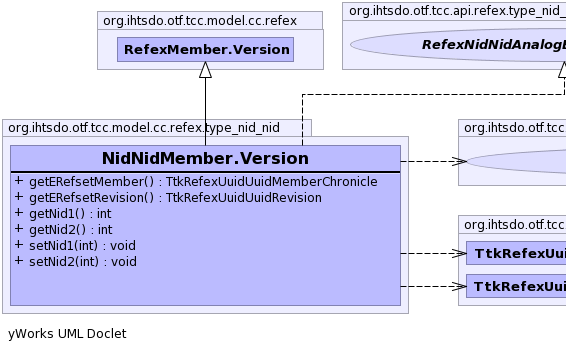 org.ihtsdo.otf.tcc.model.cc.refex
RefexMember.Version
org.ihtsdo.otf.tcc.api.refex.type_nid_
RefexNidNidAnalogB
org.ihtsdo.otf.tcc.model.cc.refex.type_nid_nid
NidNidMember.Version
+ getERefsetMember() : TtkRefexUuidUuidMemberChronicle
+ getERefsetRevision() : TtkRefexUuidUuidRevision
+ getNid1() : int
+ getNid2() : int
+ setNid1(int) : void
+ setNid2(int) : void
org.ihtsdo.otf.tcc
org.ihtsdo.otf.tcc
TtkRefexUui
TtkRefexUui
yWorks UML Doclet